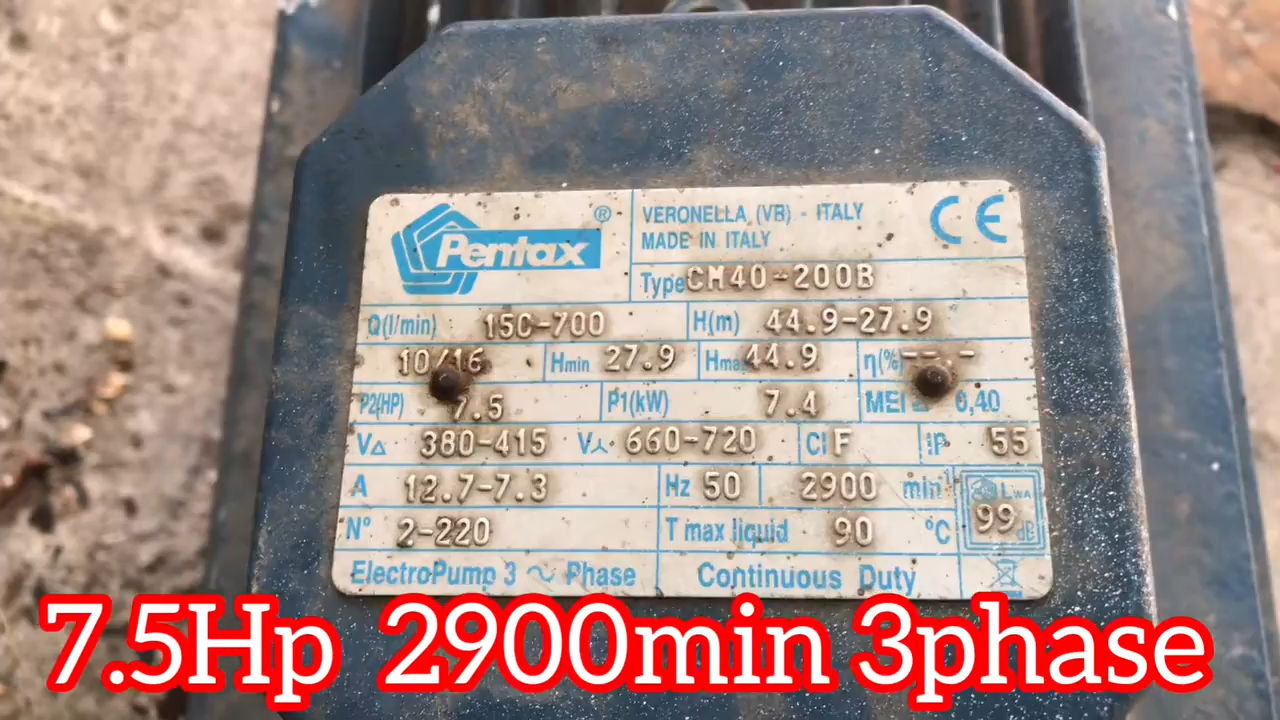 Pentax ®
VERONELLA (VB) - ITALY
MADE IN ITALY
CE
Type CM40-200B
Q(l/min) 150-700 H(m) 44.9-27.9
10/16 Hmin 27.9 Hmax 44.9 η(%) --.-
P2(HP) 7.5 P1(kW) 7.4 MEI ≥ 0,40
V△ 380-415 V⅄ 660-720 Cl F IP 55
A 12.7-7.3 Hz 50 2900 min⁻¹
LWA 99 dB
N° 2-220 T max liquid 90 °C
ElectroPump 3 ~ Phase Continuous Duty
7.5Hp 2900min 3phase